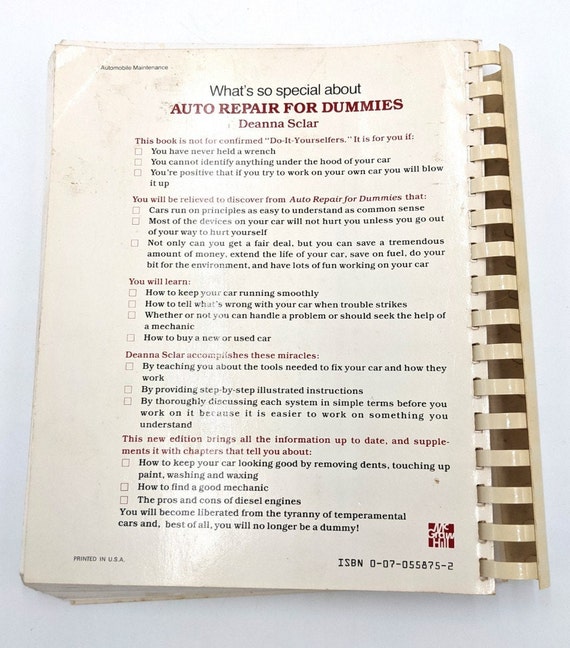 Automobile Maintenance
What's so special about
AUTO REPAIR FOR DUMMIES
Deanna Sclar
This book is not for confirmed "Do-It-Yourselfers." It is for you if:
☐ You have never held a wrench
☐ You cannot identify anything under the hood of your car
☐ You're positive that if you try to work on your own car you will blow
it up
You will be relieved to discover from Auto Repair for Dummies that:
☐ Cars run on principles as easy to understand as common sense
☐ Most of the devices on your car will not hurt you unless you go out
of your way to hurt yourself
☐ Not only can you get a fair deal, but you can save a tremendous
amount of money, extend the life of your car, save on fuel, do your
bit for the environment, and have lots of fun working on your car
You will learn:
☐ How to keep your car running smoothly
☐ How to tell what's wrong with your car when trouble strikes
☐ Whether or not you can handle a problem or should seek the help of
a mechanic
☐ How to buy a new or used car
Deanna Sclar accomplishes these miracles:
☐ By teaching you about the tools needed to fix your car and how they
work
☐ By providing step-by-step illustrated instructions
☐ By thoroughly discussing each system in simple terms before you
work on it because it is easier to work on something you
understand
This new edition brings all the information up to date, and supple-
ments it with chapters that tell you about:
☐ How to keep your car looking good by removing dents, touching up
paint, washing and waxing
☐ How to find a good mechanic
☐ The pros and cons of diesel engines
You will become liberated from the tyranny of temperamental
cars and, best of all, you will no longer be a dummy!
Mc
Graw
Hill
PRINTED IN U.S.A.
ISBN 0-07-055875-2